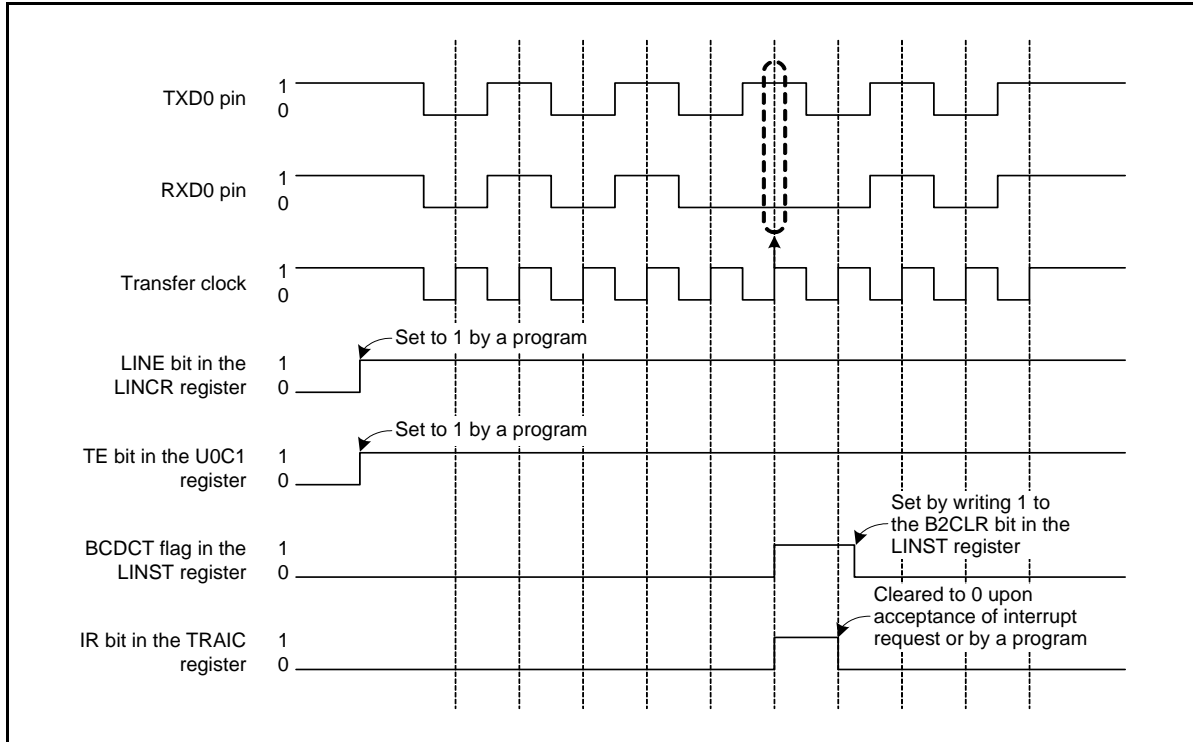 TXD0 pin
1
0
RXD0 pin
1
0
Transfer clock
1
0
Set to 1 by a program
LINE bit in the
LINCR register
1
0
Set to 1 by a program
TE bit in the U0C1
register
1
0
Set by writing 1 to
the B2CLR bit in the
LINST register
BCDCT flag in the
LINST register
1
0
Cleared to 0 upon
acceptance of interrupt
request or by a program
IR bit in the TRAIC
register
1
0